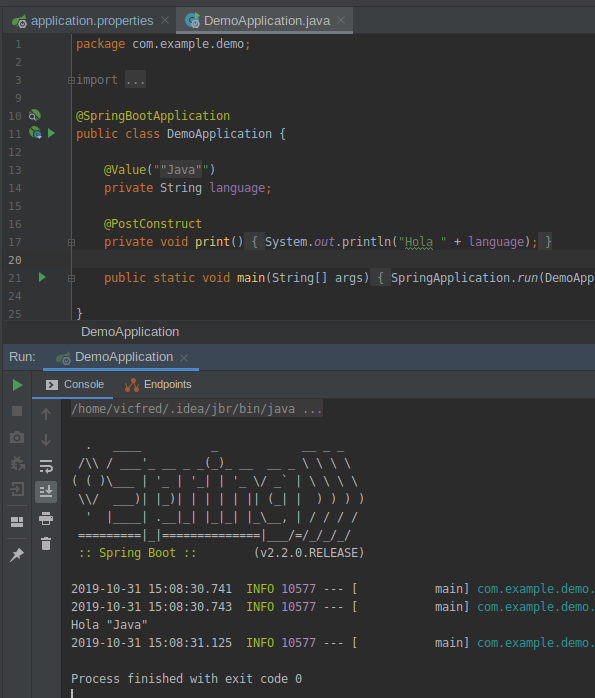 application.properties × DemoApplication.java ×
1 package com.example.demo;
2
3 import ...
9
10 @SpringBootApplication
11 public class DemoApplication {
12
13 @Value(""Java"")
14 private String language;
15
16 @PostConstruct
17 private void print() { System.out.println("Hola " + language); }
20
21 public static void main(String[] args) { SpringApplication.run(DemoApp
24
25 }
DemoApplication
Run: DemoApplication ×
Console Endpoints
/home/vicfred/.idea/jbr/bin/java ...
  .   ____          _            __ _ _
 /\\ / ___'_ __ _ _(_)_ __  __ _ \ \ \ \
( ( )\___ | '_ | '_| | '_ \/ _` | \ \ \ \
 \\/  ___)| |_)| | | | | || (_| |  ) ) ) )
  '  |____| .__|_| |_|_| |_\__, | / / / /
 =========|_|==============|___/=/_/_/_/
 :: Spring Boot ::        (v2.2.0.RELEASE)
2019-10-31 15:08:30.741  INFO 10577 --- [           main] com.example.demo.
2019-10-31 15:08:30.743  INFO 10577 --- [           main] com.example.demo.
Hola "Java"
2019-10-31 15:08:31.125  INFO 10577 --- [           main] com.example.demo.
Process finished with exit code 0